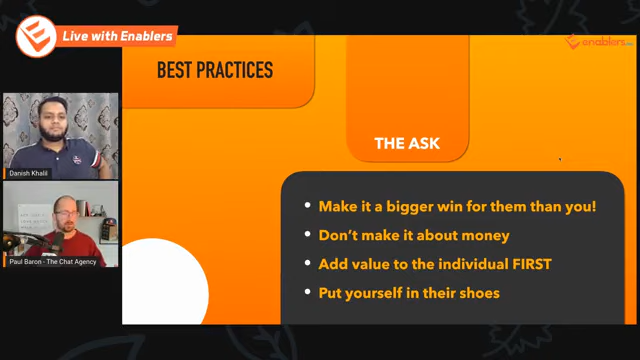 Live with Enablers
enablers
BEST PRACTICES
THE ASK
Danish Khalil
Paul Baron - The Chat Agency
• Make it a bigger win for them than you!
• Don't make it about money
• Add value to the individual FIRST
• Put yourself in their shoes